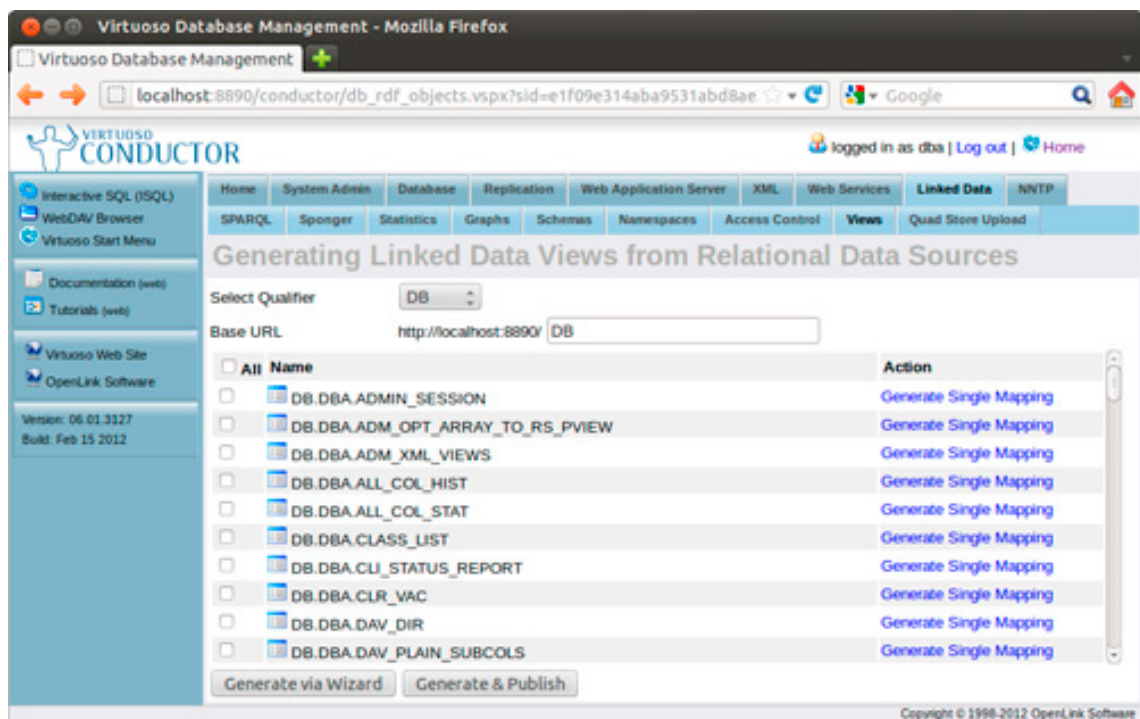 Virtuoso Database Management - Mozilla Firefox
Virtuoso Database Management
localhost:8890/conductor/db_rdf_objects.vspx?sid=e1f09e314aba9531abd8ae Google
VIRTUOSO
CONDUCTOR
logged in as dba | Log out | Home
Interactive SQL (ISQL)
WebDAV Browser
Virtuoso Start Menu
Documentation (web)
Tutorials (web)
Virtuoso Web Site
OpenLink Software
Version: 06.01.3127
Build: Feb 15 2012
Home System Admin Database Replication Web Application Server XML Web Services Linked Data NNTP
SPARQL Sponger Statistics Graphs Schemas Namespaces Access Control Views Quad Store Upload
Generating Linked Data Views from Relational Data Sources
Select Qualifier DB
Base URL http://localhost:8890/ DB
All Name Action
DB.DBA.ADMIN_SESSION Generate Single Mapping
DB.DBA.ADM_OPT_ARRAY_TO_RS_PVIEW Generate Single Mapping
DB.DBA.ADM_XML_VIEWS Generate Single Mapping
DB.DBA.ALL_COL_HIST Generate Single Mapping
DB.DBA.ALL_COL_STAT Generate Single Mapping
DB.DBA.CLASS_LIST Generate Single Mapping
DB.DBA.CLI_STATUS_REPORT Generate Single Mapping
DB.DBA.CLR_VAC Generate Single Mapping
DB.DBA.DAV_DIR Generate Single Mapping
DB.DBA.DAV_PLAIN_SUBCOLS Generate Single Mapping
Generate via Wizard Generate & Publish
Copyright © 1998-2012 OpenLink Software